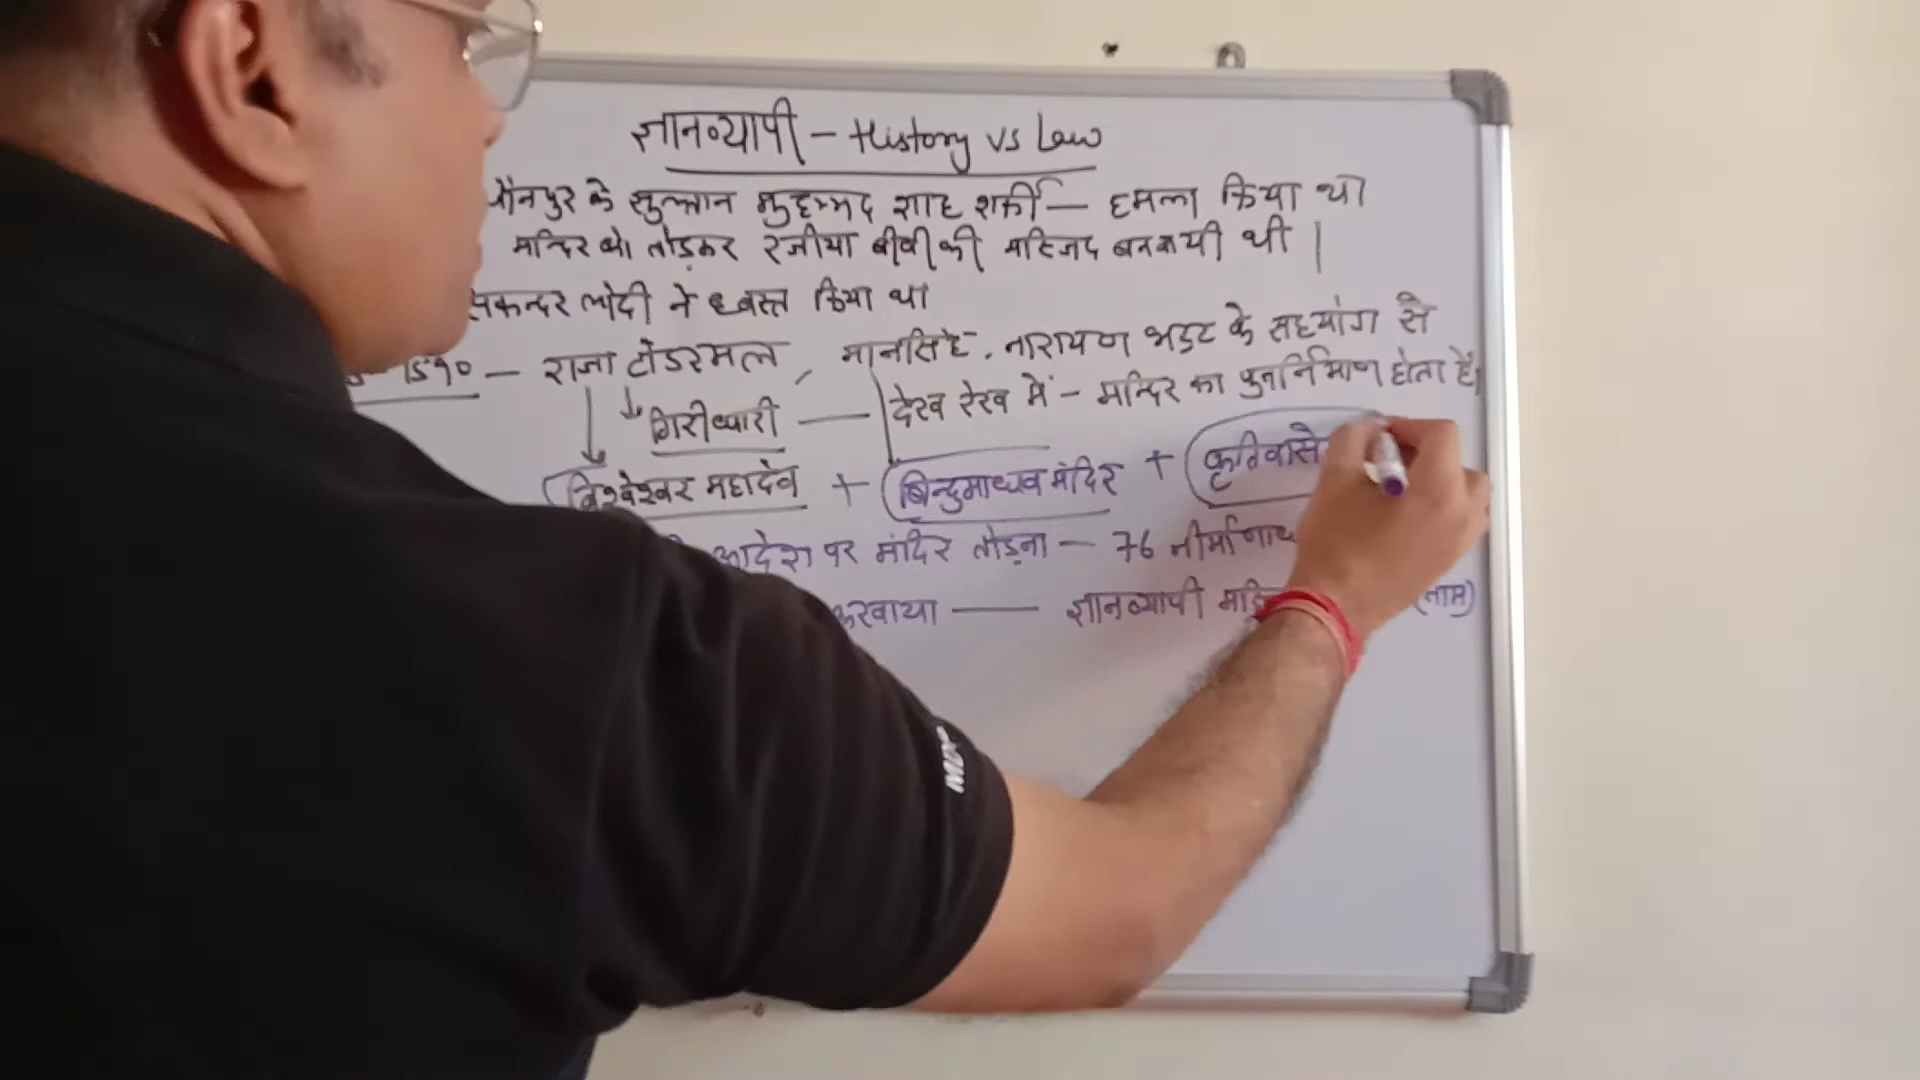 ज्ञानव्यापी - History vs Law
जौनपुर के सुल्तान मुहम्मद शाह शर्की - हमला किया था
मन्दिर को तोड़कर रजीया बीवी की मस्जिद बनवायी थी |
सिकन्दर लोदी ने ध्वस्त किया था
1590 - राजा टोडरमल, मानसिंह, नारायण भट्ट के सहयोग से
गिरीधारी - देख रेख में - मन्दिर का पुनर्निमाण होता है
विश्वेश्वर महादेव + बिन्दुमाधव मंदिर + कृतिवासे
आदेश पर मंदिर तोड़ना - 76
करवाया - ज्ञानव्यापी (नाम)